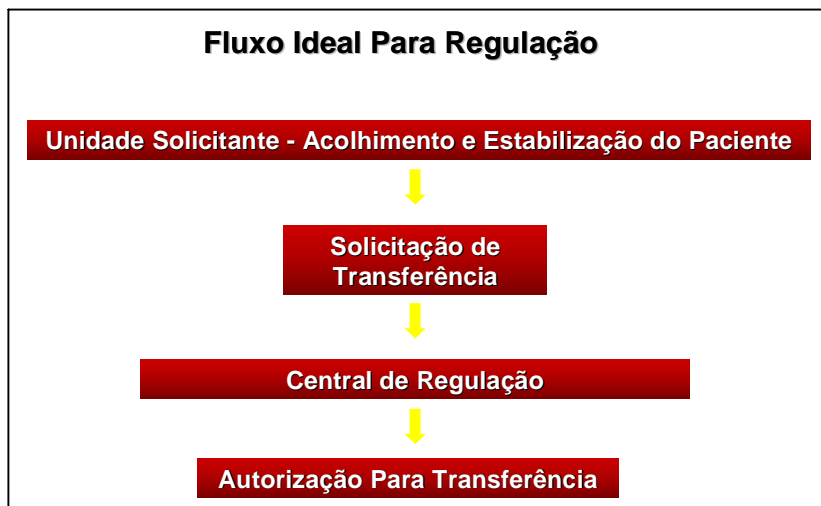 Fluxo Ideal Para Regulação
Unidade Solicitante - Acolhimento e Estabilização do Paciente
Solicitação de
Transferência
Central de Regulação
Autorização Para Transferência